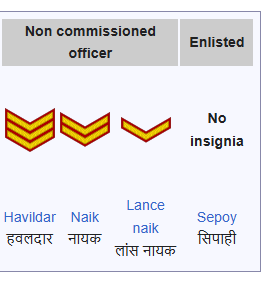 Non commissioned
officer
Enlisted
No
insignia
Havildar
हवलदार
Naik
नायक
Lance
naik
लांस नायक
Sepoy
सिपाही